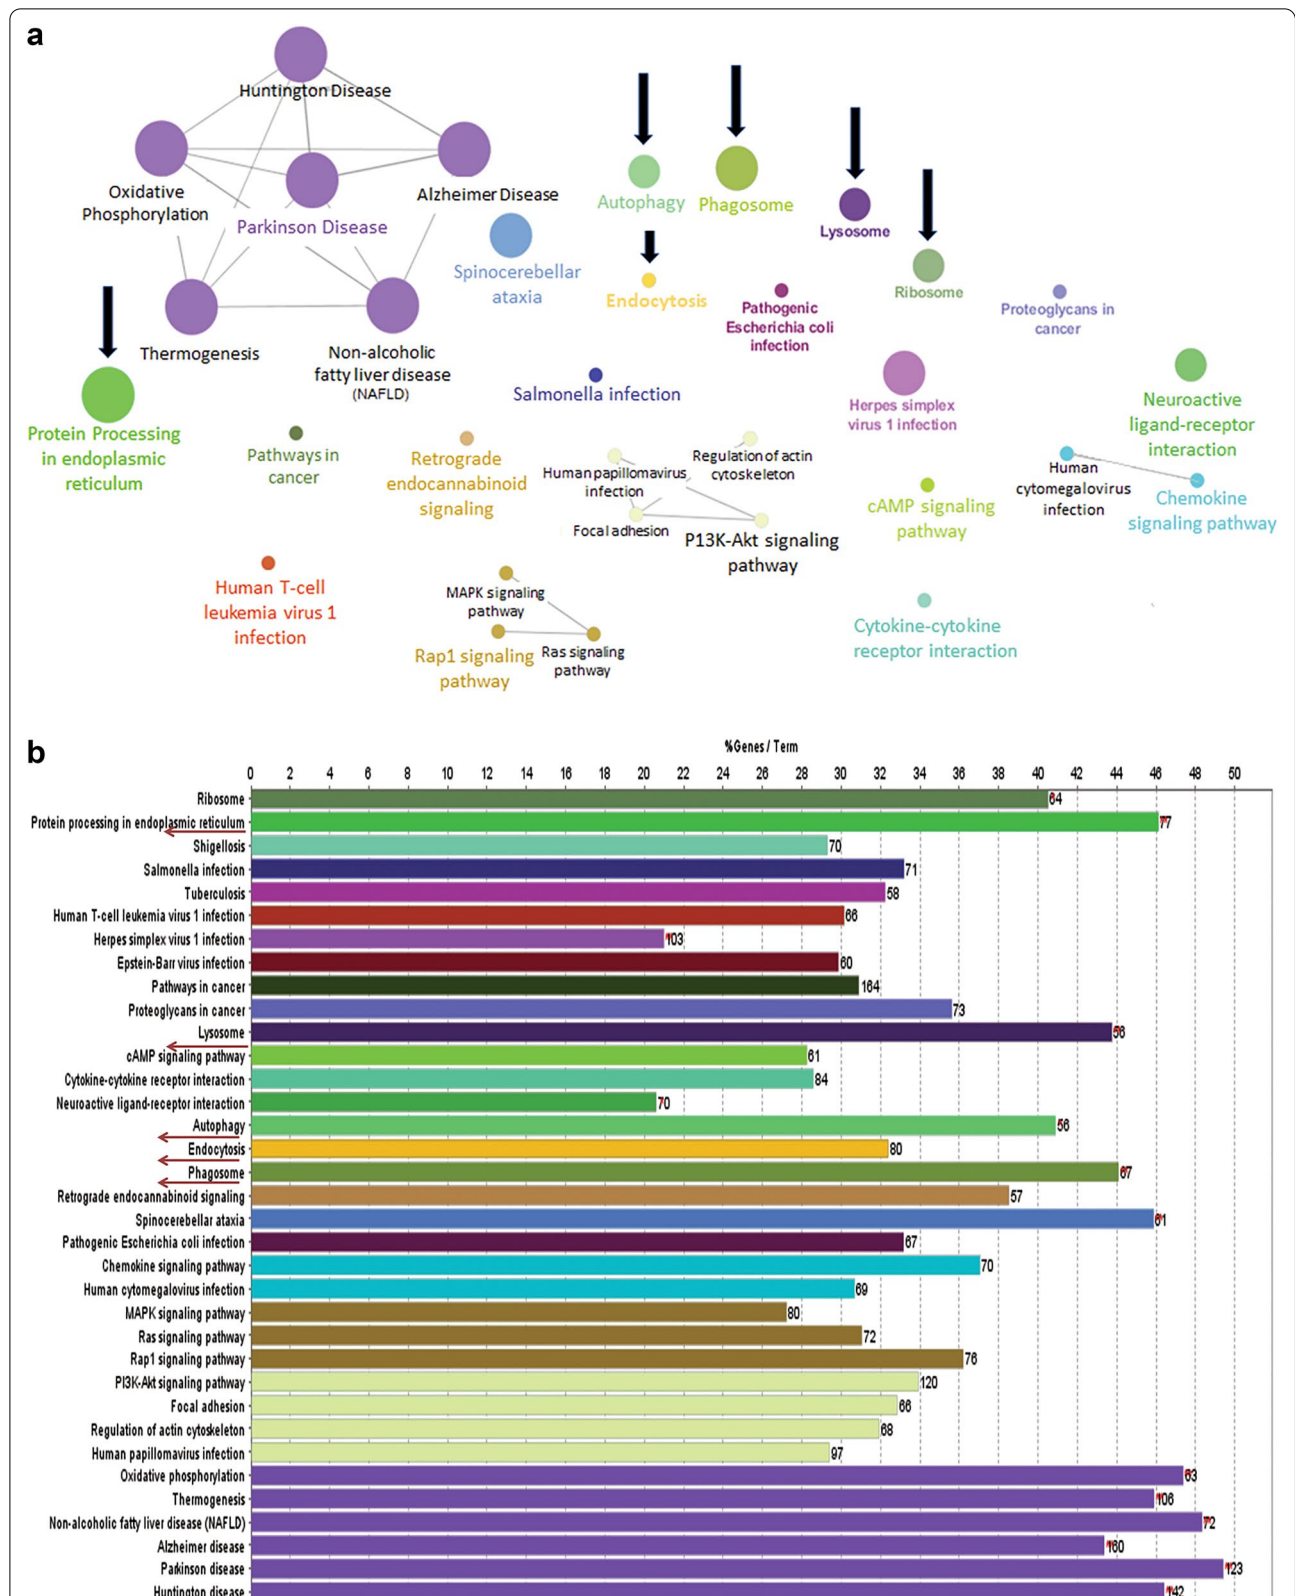 a
Huntington Disease
Oxidative
Phosphorylation
Alzheimer Disease
Parkinson Disease
Autophagy
Phagosome
Lysosome
Spinocerebellar
ataxia
Endocytosis
Ribosome
Pathogenic
Escherichia coli
infection
Proteoglycans in
cancer
Thermogenesis
Non-alcoholic
fatty liver disease
(NAFLD)
Salmonella infection
Herpes simplex
virus 1 infection
Neuroactive
ligand-receptor
interaction
Protein Processing
in endoplasmic
reticulum
Pathways in
cancer
Retrograde
endocannabinoid
signaling
Human papillomavirus
infection
Regulation of actin
cytoskeleton
Focal adhesion
P13K-Akt signaling
pathway
cAMP signaling
pathway
Human
cytomegalovirus
infection
Chemokine
signaling pathway
Human T-cell
leukemia virus 1
infection
MAPK signaling
pathway
Rap1 signaling
pathway
Ras signaling
pathway
Cytokine-cytokine
receptor interaction
b
%Genes / Term
0 2 4 6 8 10 12 14 16 18 20 22 24 26 28 30 32 34 36 38 40 42 44 46 48 50
Ribosome 64
Protein processing in endoplasmic reticulum 77
Shigellosis 70
Salmonella infection 71
Tuberculosis 58
Human T-cell leukemia virus 1 infection 66
Herpes simplex virus 1 infection 103
Epstein-Barr virus infection 60
Pathways in cancer 164
Proteoglycans in cancer 73
Lysosome 56
cAMP signaling pathway 61
Cytokine-cytokine receptor interaction 84
Neuroactive ligand-receptor interaction 70
Autophagy 56
Endocytosis 80
Phagosome 67
Retrograde endocannabinoid signaling 57
Spinocerebellar ataxia 61
Pathogenic Escherichia coli infection 67
Chemokine signaling pathway 70
Human cytomegalovirus infection 69
MAPK signaling pathway 80
Ras signaling pathway 72
Rap1 signaling pathway 76
PI3K-Akt signaling pathway 120
Focal adhesion 66
Regulation of actin cytoskeleton 68
Human papillomavirus infection 97
Oxidative phosphorylation 63
Thermogenesis 106
Non-alcoholic fatty liver disease (NAFLD) 72
Alzheimer disease 160
Parkinson disease 123
Huntington disease 142